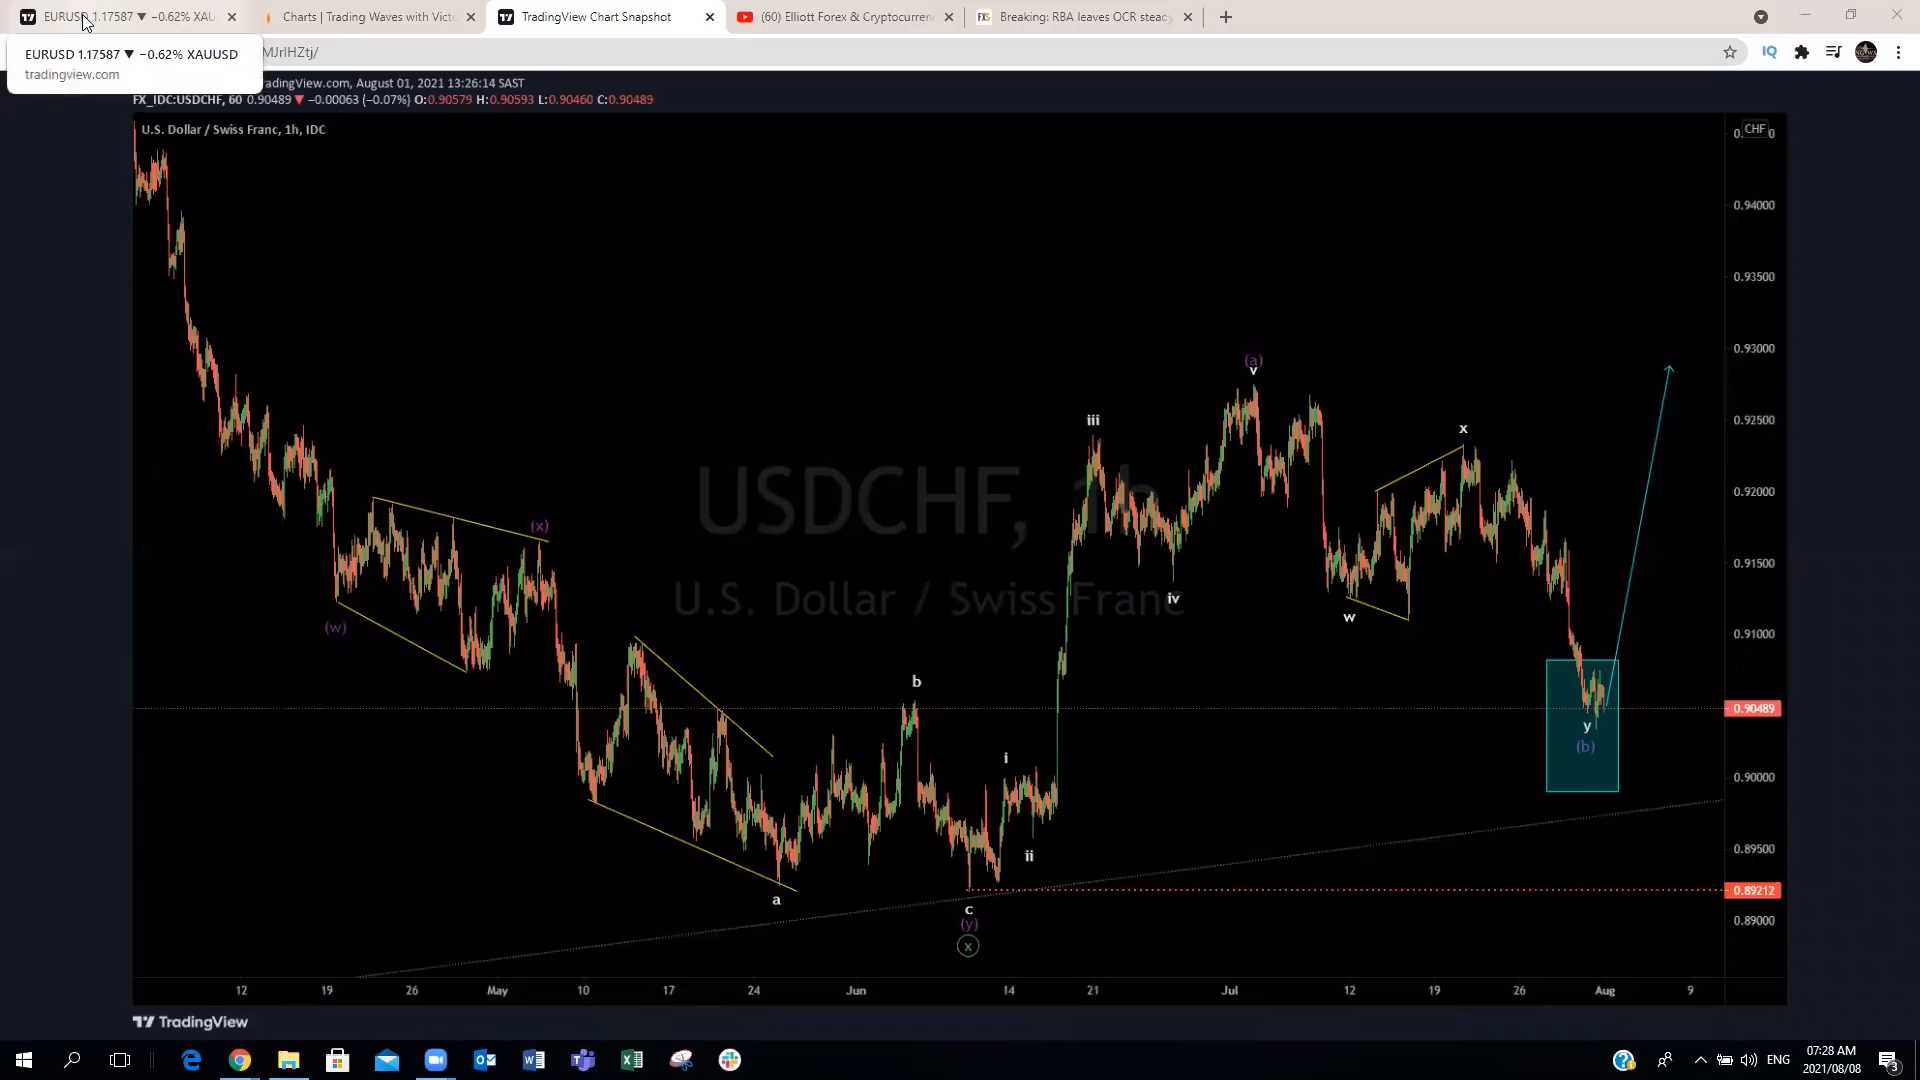 EURUSD 1.17587 ▼ −0.62% XAU
Charts | Trading Waves with Victo
TradingView Chart Snapshot
(60) Elliott Forex & Cryptocurren
Breaking: RBA leaves OCR steady
EURUSD 1.17587 ▼ −0.62% XAUUSD
tradingview.com
MJrlHZtj/
IQ
radingView.com, August 01, 2021 13:26:14 SAST
FX_IDC:USDCHF, 60 0.90489 ▼ −0.00063 (−0.07%) O:0.90579 H:0.90593 L:0.90460 C:0.90489
U.S. Dollar / Swiss Franc, 1h, IDC
CHF
0.94000
0.93500
0.93000
0.92500
0.92000
0.91500
0.91000
0.90489
0.90000
0.89500
0.89212
0.89000
USDCHF, 1h
U.S. Dollar / Swiss Franc
(w)
(x)
a
b
c
(y)
x
i
ii
iii
iv
(a)
v
w
x
y
(b)
12 19 26 May 10 17 24 Jun 14 21 Jul 12 19 26 Aug 9
TradingView
ENG
07:28 AM
2021/08/08
3